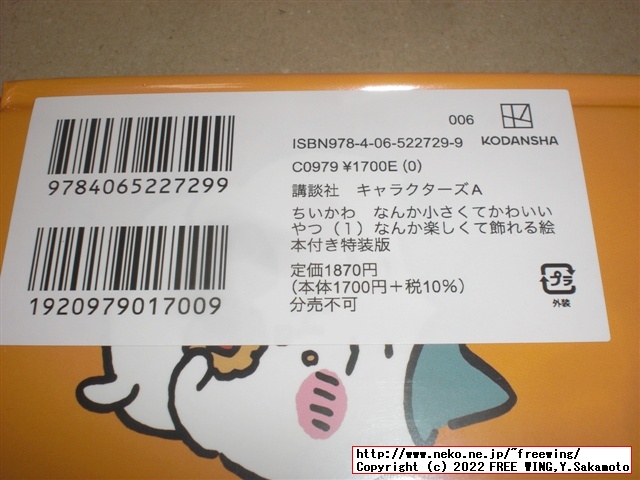 9784065227299
1920979017009
006
KODANSHA
ISBN978-4-06-522729-9
C0979 ¥1700E (0)
講談社　キャラクターズA
ちいかわ　なんか小さくてかわいい
やつ（1）なんか楽しくて飾れる絵
本付き特装版
定価1870円
(本体1700円＋税10%)
分売不可
プラ
外装
http://www.neko.ne.jp/~freewing/
Copyright (c) 2022 FREE WING,Y.Sakamoto